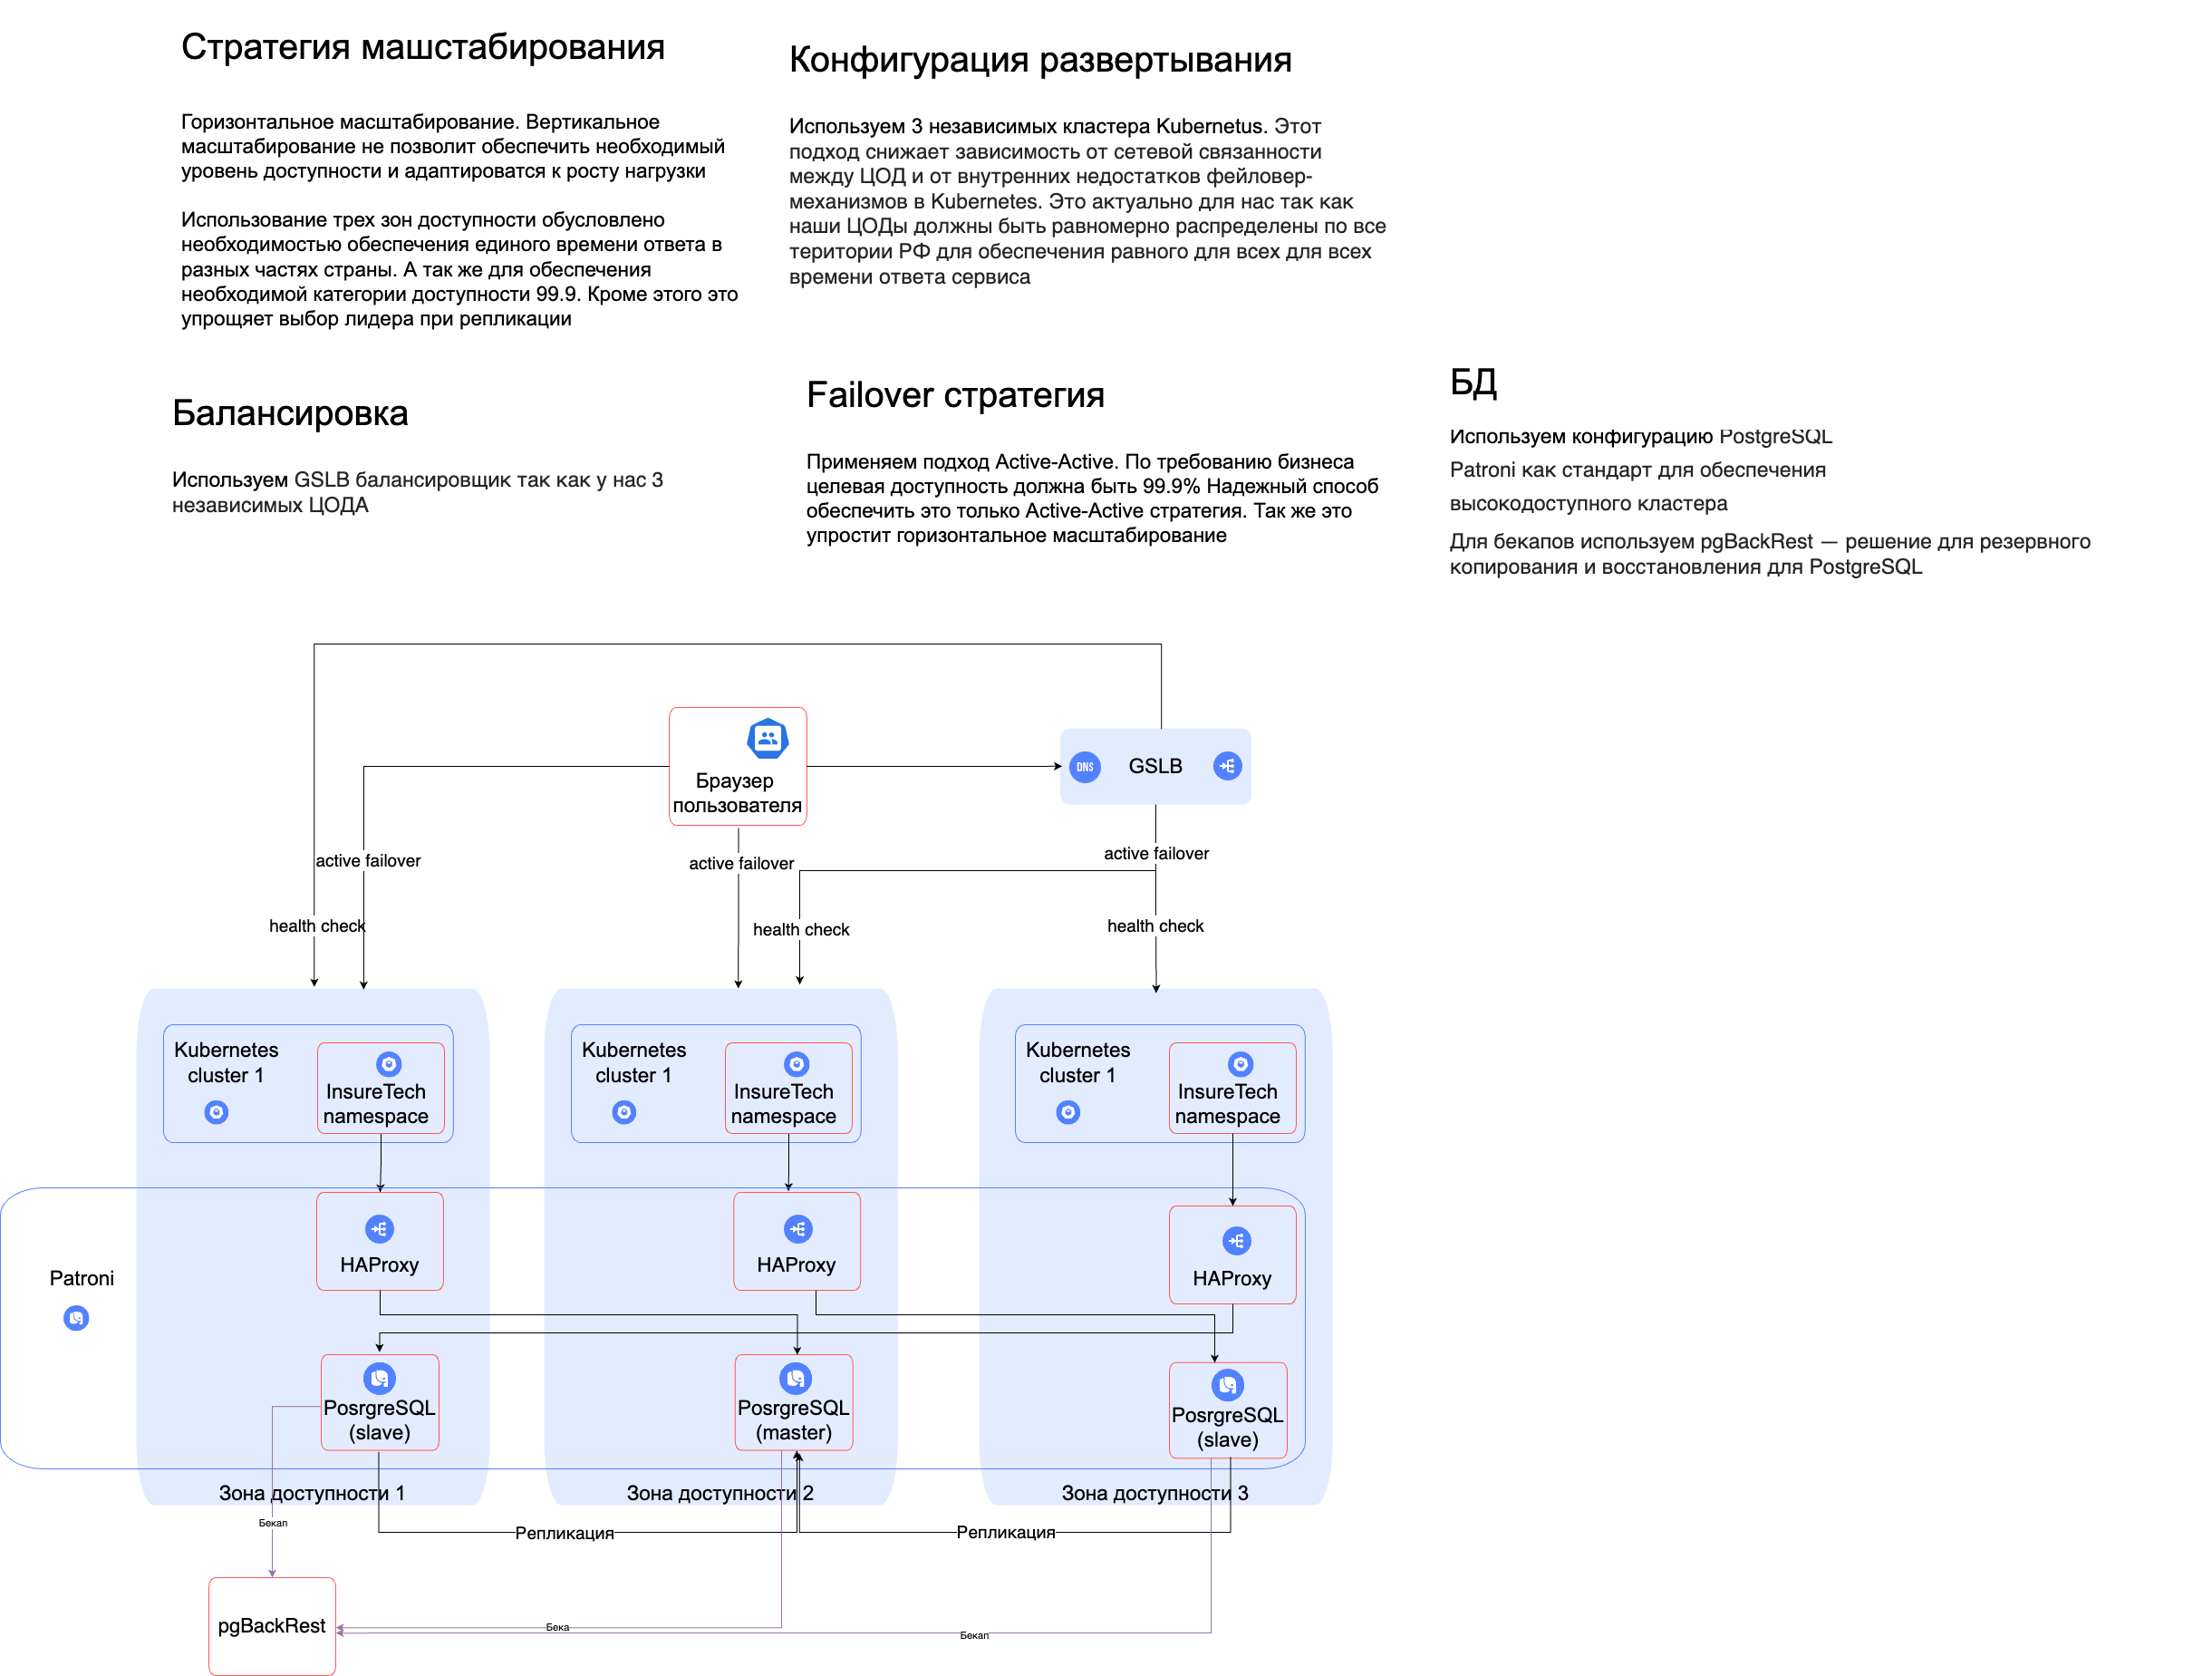 Стратегия машстабирования
Горизонтальное масштабирование. Вертикальное
масштабирование не позволит обеспечить необходимый
уровень доступности и адаптироватся к росту нагрузки
Использование трех зон доступности обусловлено
необходимостью обеспечения единого времени ответа в
разных частях страны. А так же для обеспечения
необходимой категории доступности 99.9. Кроме этого это
упрощяет выбор лидера при репликации
Конфигурация развертывания
Используем 3 независимых кластера Kubernetus. Этот
подход снижает зависимость от сетевой связанности
между ЦОД и от внутренних недостатков фейловер-
механизмов в Kubernetes. Это актуально для нас так как
наши ЦОДы должны быть равномерно распределены по все
територии РФ для обеспечения равного для всех для всех
времени ответа сервиса
Балансировка
Используем GSLB балансировщик так как у нас 3
независимых ЦОДА
Failover стратегия
Применяем подход Active-Active. По требованию бизнеса
целевая доступность должна быть 99.9% Надежный способ
обеспечить это только Active-Active стратегия. Так же это
упростит горизонтальное масштабирование
БД
Используем конфигурацию PostgreSQL
Patroni как стандарт для обеспечения
высокодоступного кластера
Для бекапов используем pgBackRest — решение для резервного
копирования и восстановления для PostgreSQL
Браузер
пользователя
DNS
GSLB
active failover
active failover
active failover
health check
health check
health check
Kubernetes
cluster 1
InsureTech
namespace
Kubernetes
cluster 1
InsureTech
namespace
Kubernetes
cluster 1
InsureTech
namespace
Patroni
HAProxy
HAProxy
HAProxy
PosrgreSQL
(slave)
PosrgreSQL
(master)
PosrgreSQL
(slave)
Зона доступности 1
Зона доступности 2
Зона доступности 3
Бекап
Репликация
Репликация
pgBackRest
Бека
Бекап